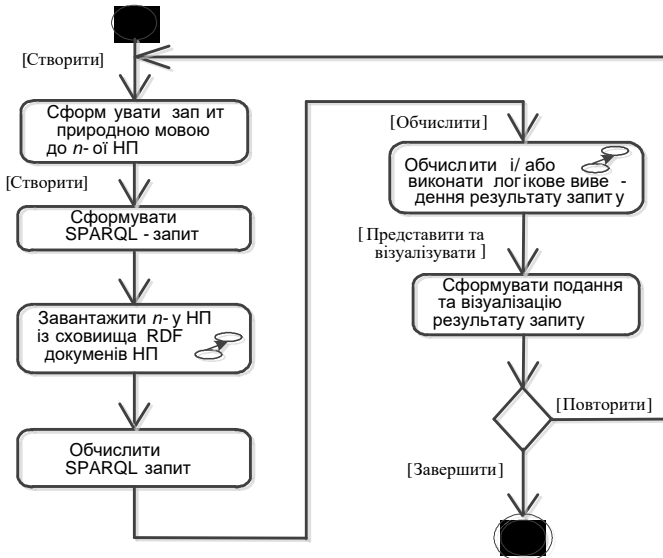 [Створити]
Сформ увати зап ит
природною мовою
до n- ої НП
[Створити]
Сформувати
SPARQL - запит
Завантажити n- у НП
із сховиища RDF
докуменів НП
Обчислити
SPARQL запит
[Обчислити]
Обчислити і/ або
виконати логікове виве -
дення результату запиту
[Представити та
візуалізувати ]
Сформувати подання
та візуалізацію
результату запиту
[Повторити]
[Завершити]